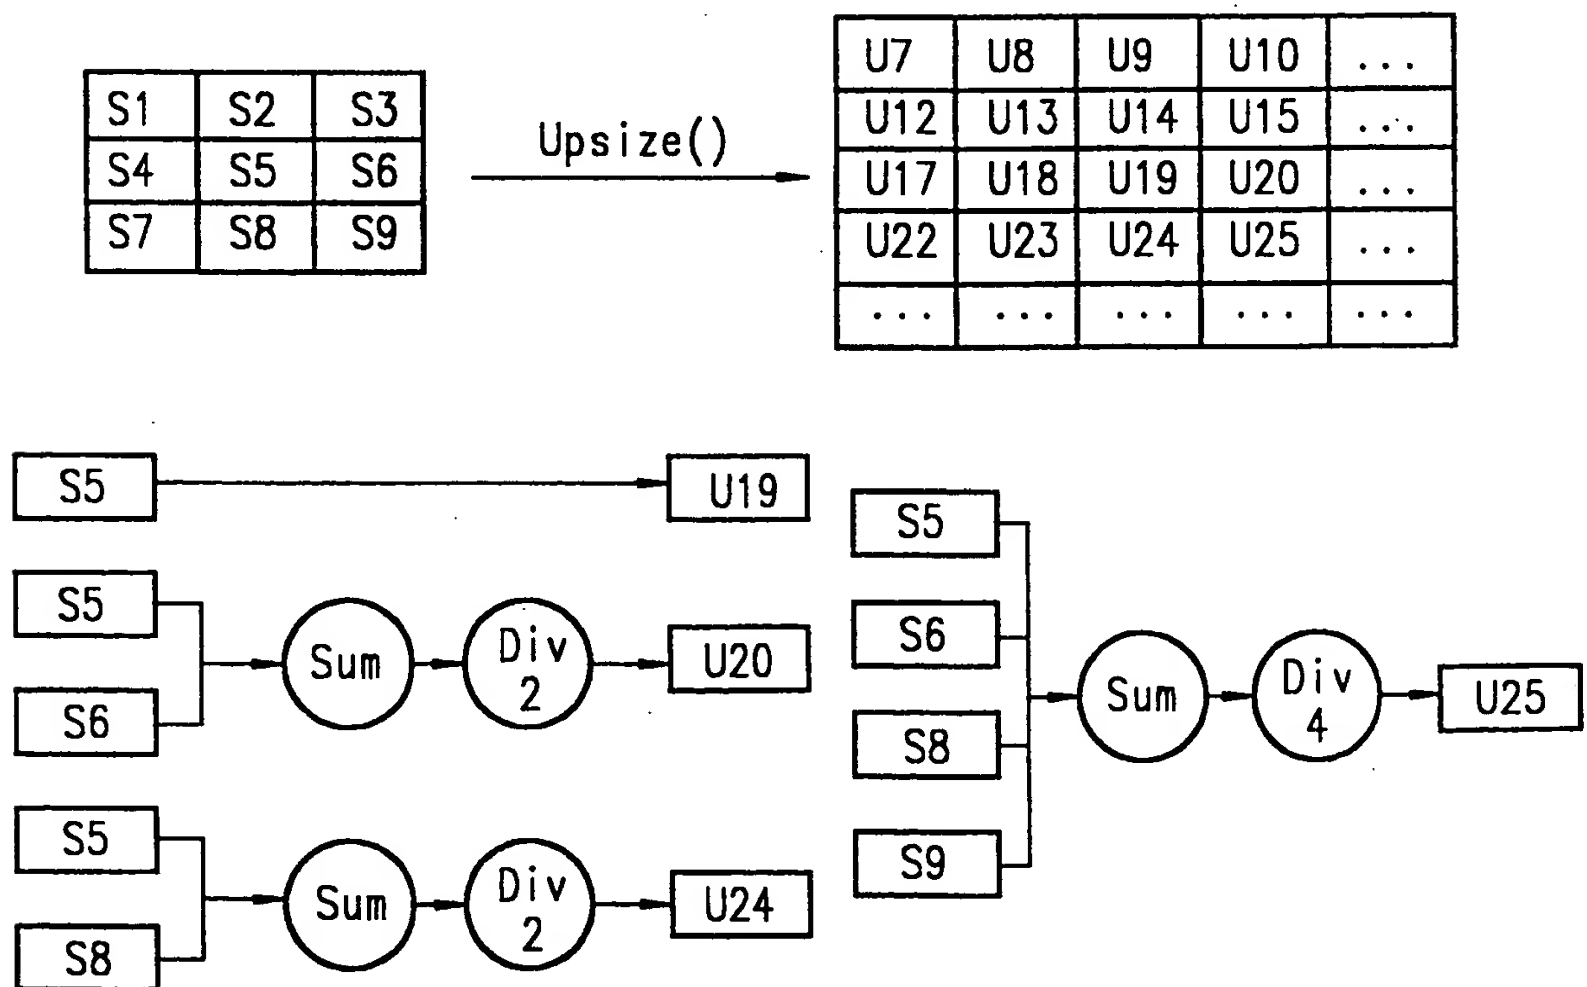 S1 S2 S3
S4 S5 S6
S7 S8 S9
Upsize()
U7 U8 U9 U10 ...
U12 U13 U14 U15 ...
U17 U18 U19 U20 ...
U22 U23 U24 U25 ...
... ... ... ... ...
S5 U19
S5
S6
Sum
Div
2
U20
S5
S8
Sum
Div
2
U24
S5
S6
S8
S9
Sum
Div
4
U25